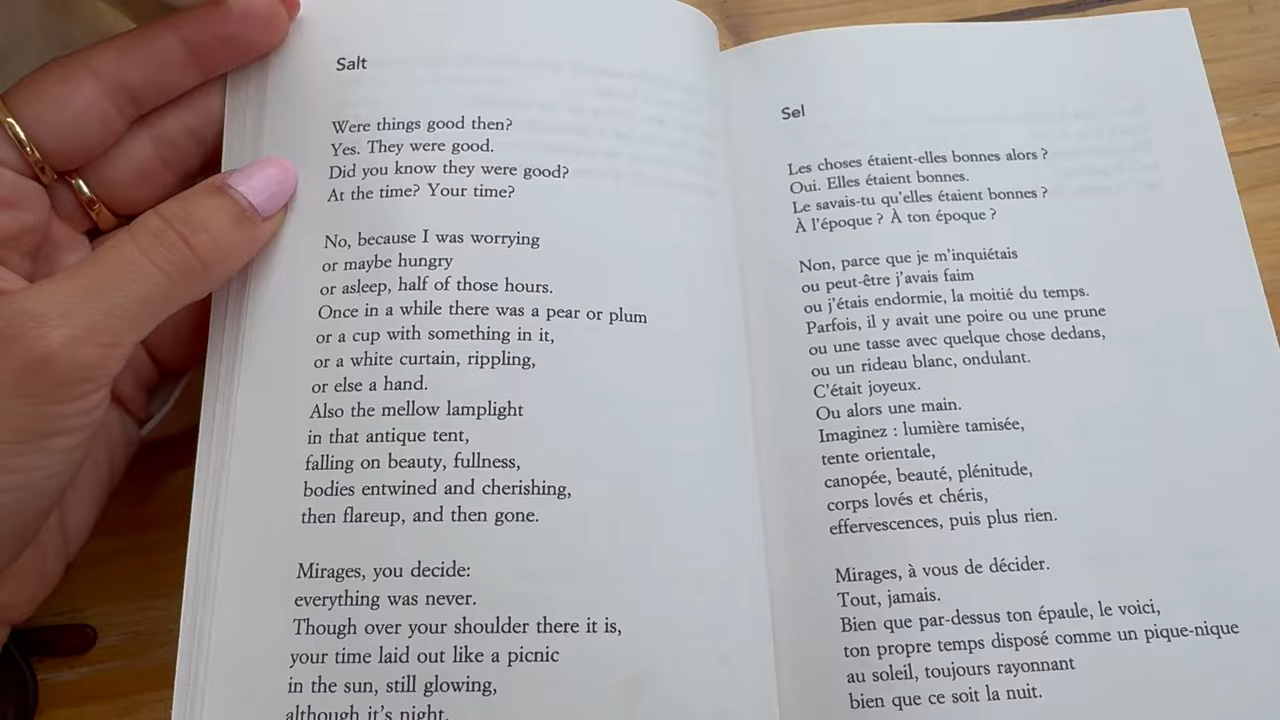 Salt
Were things good then?
Yes. They were good.
Did you know they were good?
At the time? Your time?
No, because I was worrying
or maybe hungry
or asleep, half of those hours.
Once in a while there was a pear or plum
or a cup with something in it,
or a white curtain, rippling,
or else a hand.
Also the mellow lamplight
in that antique tent,
falling on beauty, fullness,
bodies entwined and cherishing,
then flareup, and then gone.
Mirages, you decide:
everything was never.
Though over your shoulder there it is,
your time laid out like a picnic
in the sun, still glowing,
although it's night.
Sel
Les choses étaient-elles bonnes alors ?
Oui. Elles étaient bonnes.
Le savais-tu qu'elles étaient bonnes ?
À l'époque ? À ton époque ?
Non, parce que je m'inquiétais
ou peut-être j'avais faim
ou j'étais endormie, la moitié du temps.
Parfois, il y avait une poire ou une prune
ou une tasse avec quelque chose dedans,
ou un rideau blanc, ondulant.
C'était joyeux.
Ou alors une main.
Imaginez : lumière tamisée,
tente orientale,
canopée, beauté, plénitude,
corps lovés et chéris,
effervescences, puis plus rien.
Mirages, à vous de décider.
Tout, jamais.
Bien que par-dessus ton épaule, le voici,
ton propre temps disposé comme un pique-nique
au soleil, toujours rayonnant
bien que ce soit la nuit.